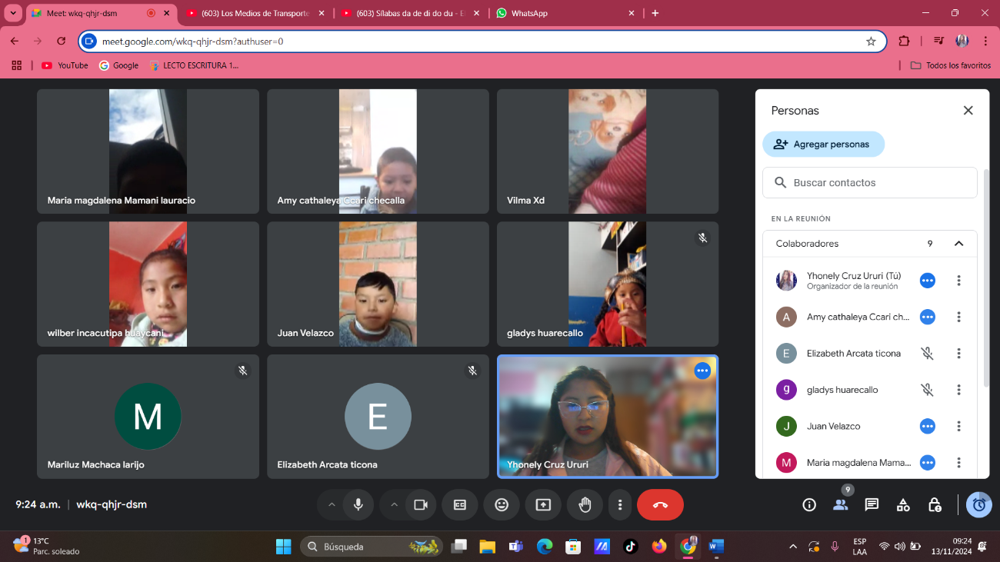 Meet: wkq-qhjr-dsm
(603) Los Medios de Transporte
(603) Sílabas da de di do du - El
WhatsApp
meet.google.com/wkq-qhjr-dsm?authuser=0
YouTube
Google
LECTO ESCRITURA 1...
Todos los favoritos
Maria magdalena Mamani lauracio
Amy cathaleya Ccari checalla
Vilma Xd
wilber incacutipa huaycani
Juan Velazco
gladys huarecallo
M
Mariluz Machaca larijo
E
Elizabeth Arcata ticona
Yhonely Cruz Ururi
Personas
Agregar personas
Buscar contactos
EN LA REUNIÓN
Colaboradores 9
Yhonely Cruz Ururi (Tú)
Organizador de la reunión
A Amy cathaleya Ccari ch...
E Elizabeth Arcata ticona
g gladys huarecallo
J Juan Velazco
M Maria magdalena Mama...
9:24 a.m. | wkq-qhjr-dsm
9
1
13°C
Parc. soleado
Búsqueda
ESP
LAA
09:24
13/11/2024